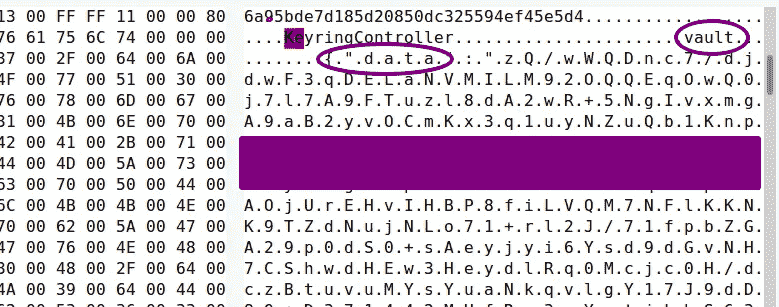 13 00 FF FF 11 00 00 80 6a95bde7d185d20850dc325594ef45e5d4.................
76 61 75 6C 74 00 00 00 ....KeyringController..........................vault.
37 00 2F 00 64 00 6A 00 ......{.".d.a.t.a.".:.".z.Q./.w.W.Q.D.n.c.7./.d.j.
4F 00 77 00 51 00 30 00 d.w.F.3.q.D.E.L.a.N.V.M.I.L.M.9.2.O.Q.Q.E.q.O.w.Q.0.
76 00 78 00 6D 00 67 00 j.7.l.7.A.9.F.T.u.z.l.8.d.A.2.w.R.+.5.N.g.I.v.x.m.g.
31 00 4B 00 6E 00 70 00 A.9.a.B.2.y.v.O.C.m.K.x.3.q.1.u.y.N.Z.u.Q.b.1.K.n.p.
42 00 41 00 2B 00 71 00
44 00 4D 00 5A 00 73 00
63 00 70 00 50 00 44 00
6C 00 4B 00 4B 00 4E 00 A.O.j.U.r.E.H.v.I.H.B.P.8.f.i.L.V.Q.M.7.N.F.l.K.K.N.
70 00 62 00 5A 00 47 00 K.9.T.Z.d.N.u.j.N.L.o.7.1.+.r.l.2.J./.7.1.f.p.b.Z.G.
47 00 76 00 4E 00 48 00 A.2.9.p.0.d.S.0.+.s.A.e.y.j.y.i.6.Y.s.d.9.d.G.v.N.H.
30 00 48 00 2F 00 64 00 7.C.S.h.w.d.H.E.w.3.H.e.y.d.l.R.q.0.M.c.j.c.0.H./.d.
4A 00 39 00 64 00 44 00 c.z.B.t.u.v.u.M.Y.s.Y.u.A.N.k.q.v.l.g.Y.1.7.J.9.d.D.